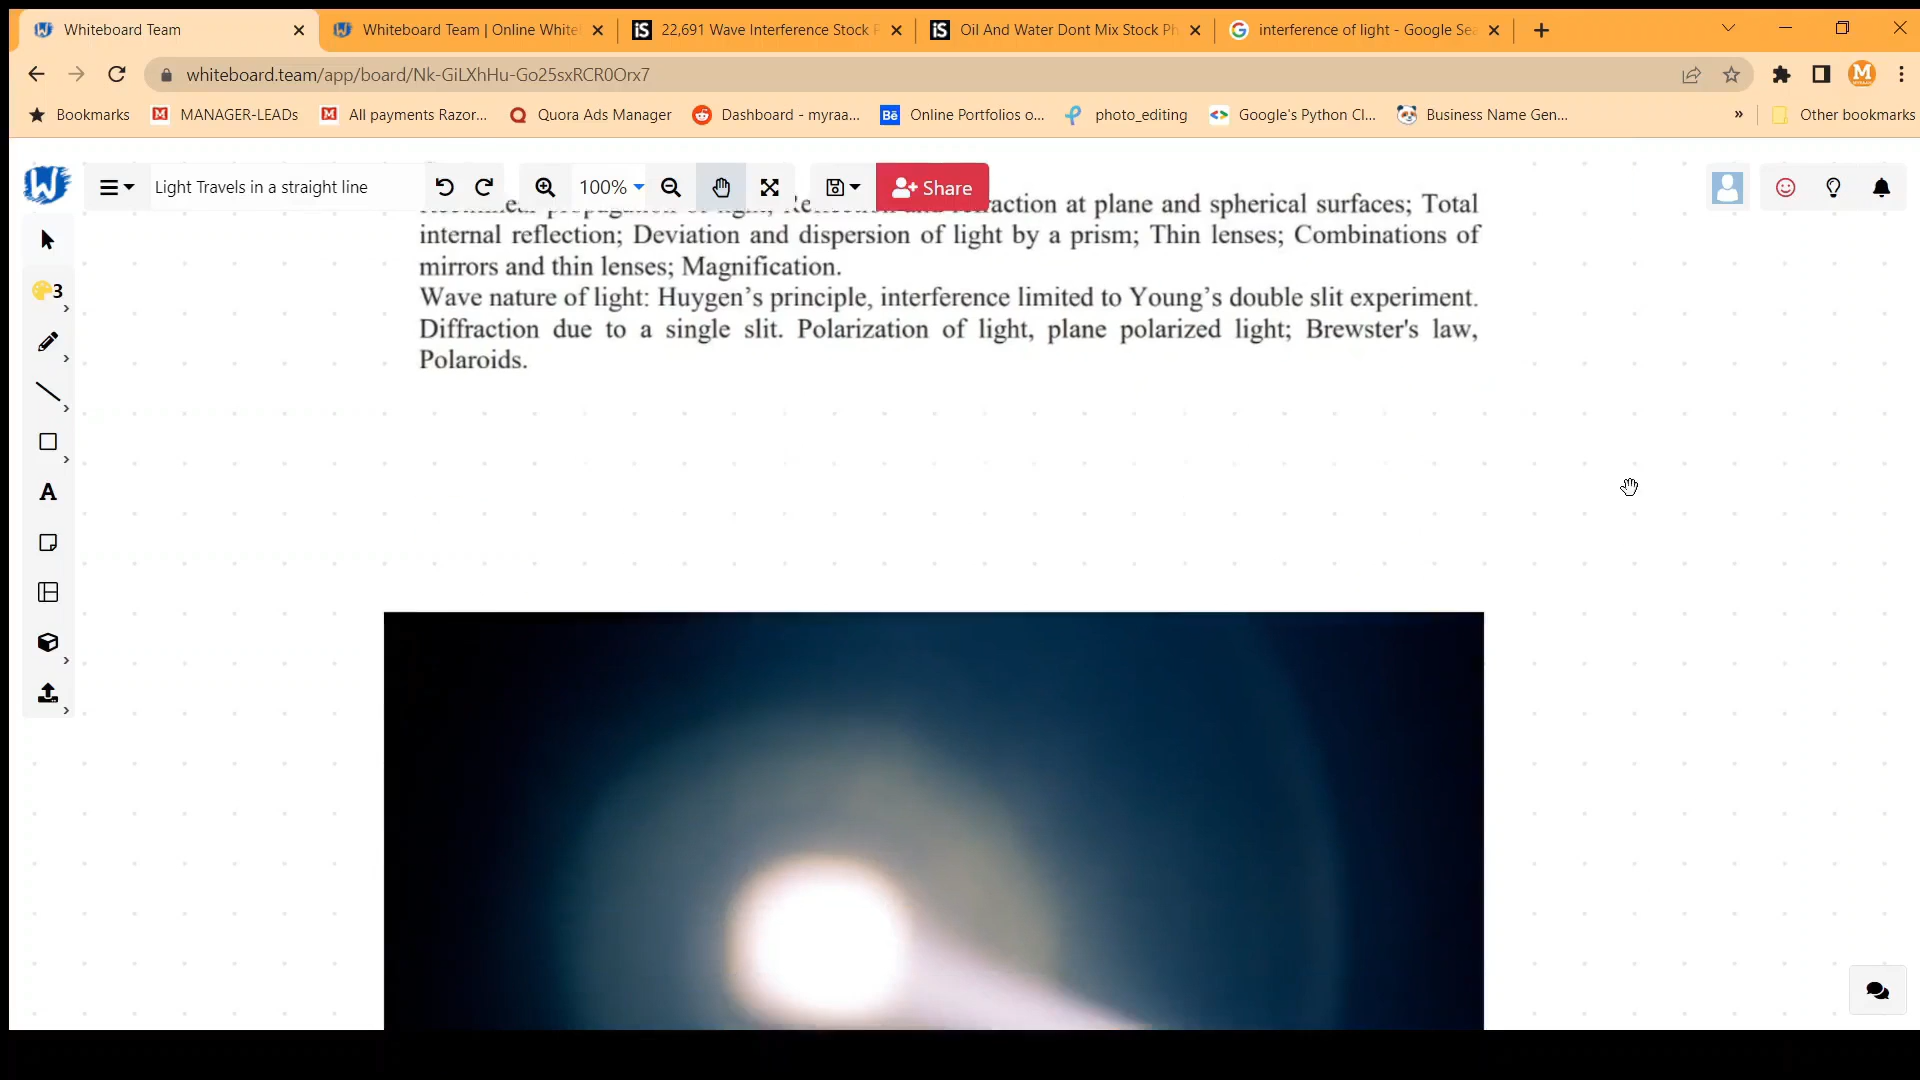 Whiteboard Team
Whiteboard Team | Online White
22,691 Wave Interference Stock P
Oil And Water Dont Mix Stock Ph
interference of light - Google Sea
whiteboard.team/app/board/Nk-GiLXhHu-Go25sxRCR0Orx7
M
Bookmarks
MANAGER-LEADs
All payments Razor...
Quora Ads Manager
Dashboard - myraa...
Online Portfolios o...
photo_editing
Google's Python Cl...
Business Name Gen...
»
Other bookmarks
Light Travels in a straight line
100%
Share
3
A
raction at plane and spherical surfaces; Total
internal reflection; Deviation and dispersion of light by a prism; Thin lenses; Combinations of
mirrors and thin lenses; Magnification.
Wave nature of light: Huygen's principle, interference limited to Young's double slit experiment.
Diffraction due to a single slit. Polarization of light, plane polarized light; Brewster's law,
Polaroids.